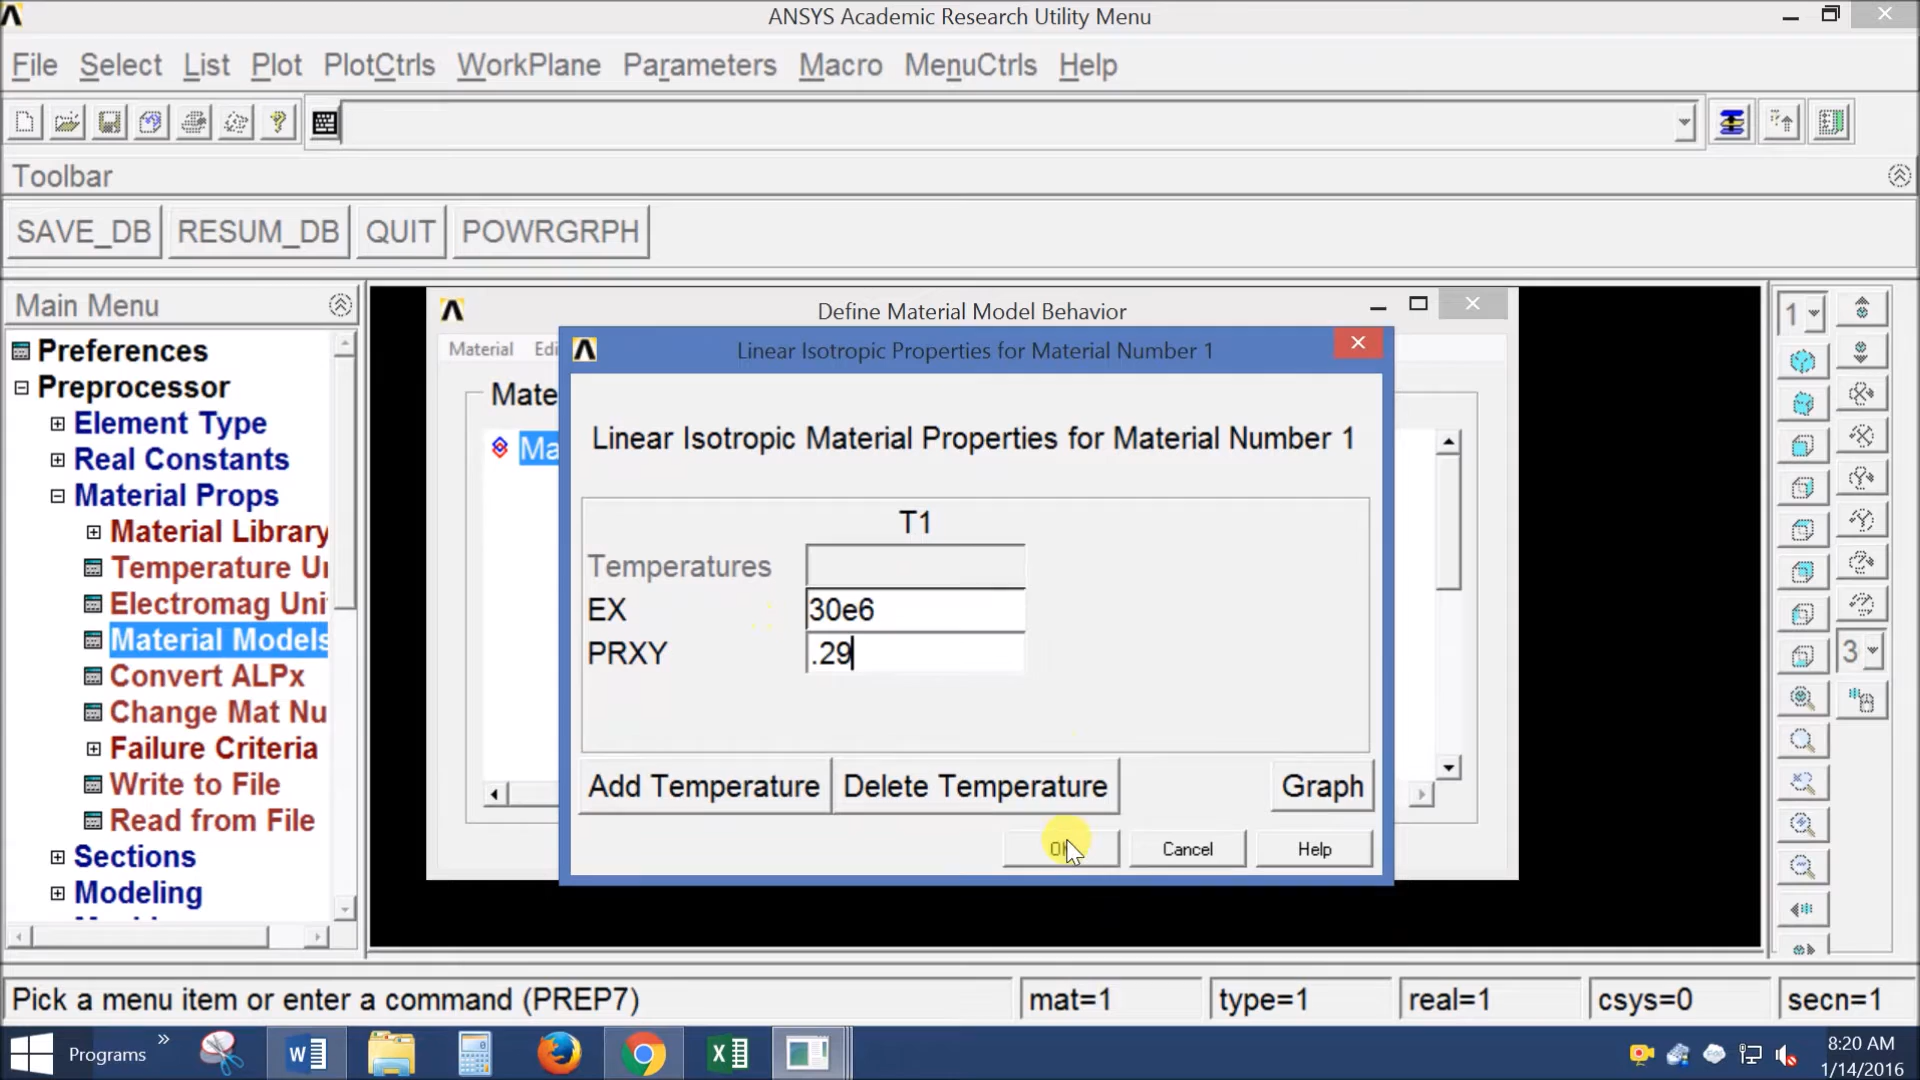 ANSYS Academic Research Utility Menu
File Select List Plot PlotCtrls WorkPlane Parameters Macro MenuCtrls Help
Toolbar
SAVE_DB RESUM_DB QUIT POWRGRPH
Main Menu
Preferences
Preprocessor
Element Type
Real Constants
Material Props
Material Library
Temperature
Electromag
Material Models
Convert ALPx
Change Mat
Failure Criteria
Write to File
Read from File
Sections
Modeling
Define Material Model Behavior
Material
Linear Isotropic Properties for Material Number 1
Linear Isotropic Material Properties for Material Number 1
T1
Temperatures
EX 30e6
PRXY .29
Add Temperature Delete Temperature Graph
Cancel Help
1
3
Pick a menu item or enter a command (PREP7) mat=1 type=1 real=1 csys=0 secn=1
Programs »
8:20 AM
1/14/2016